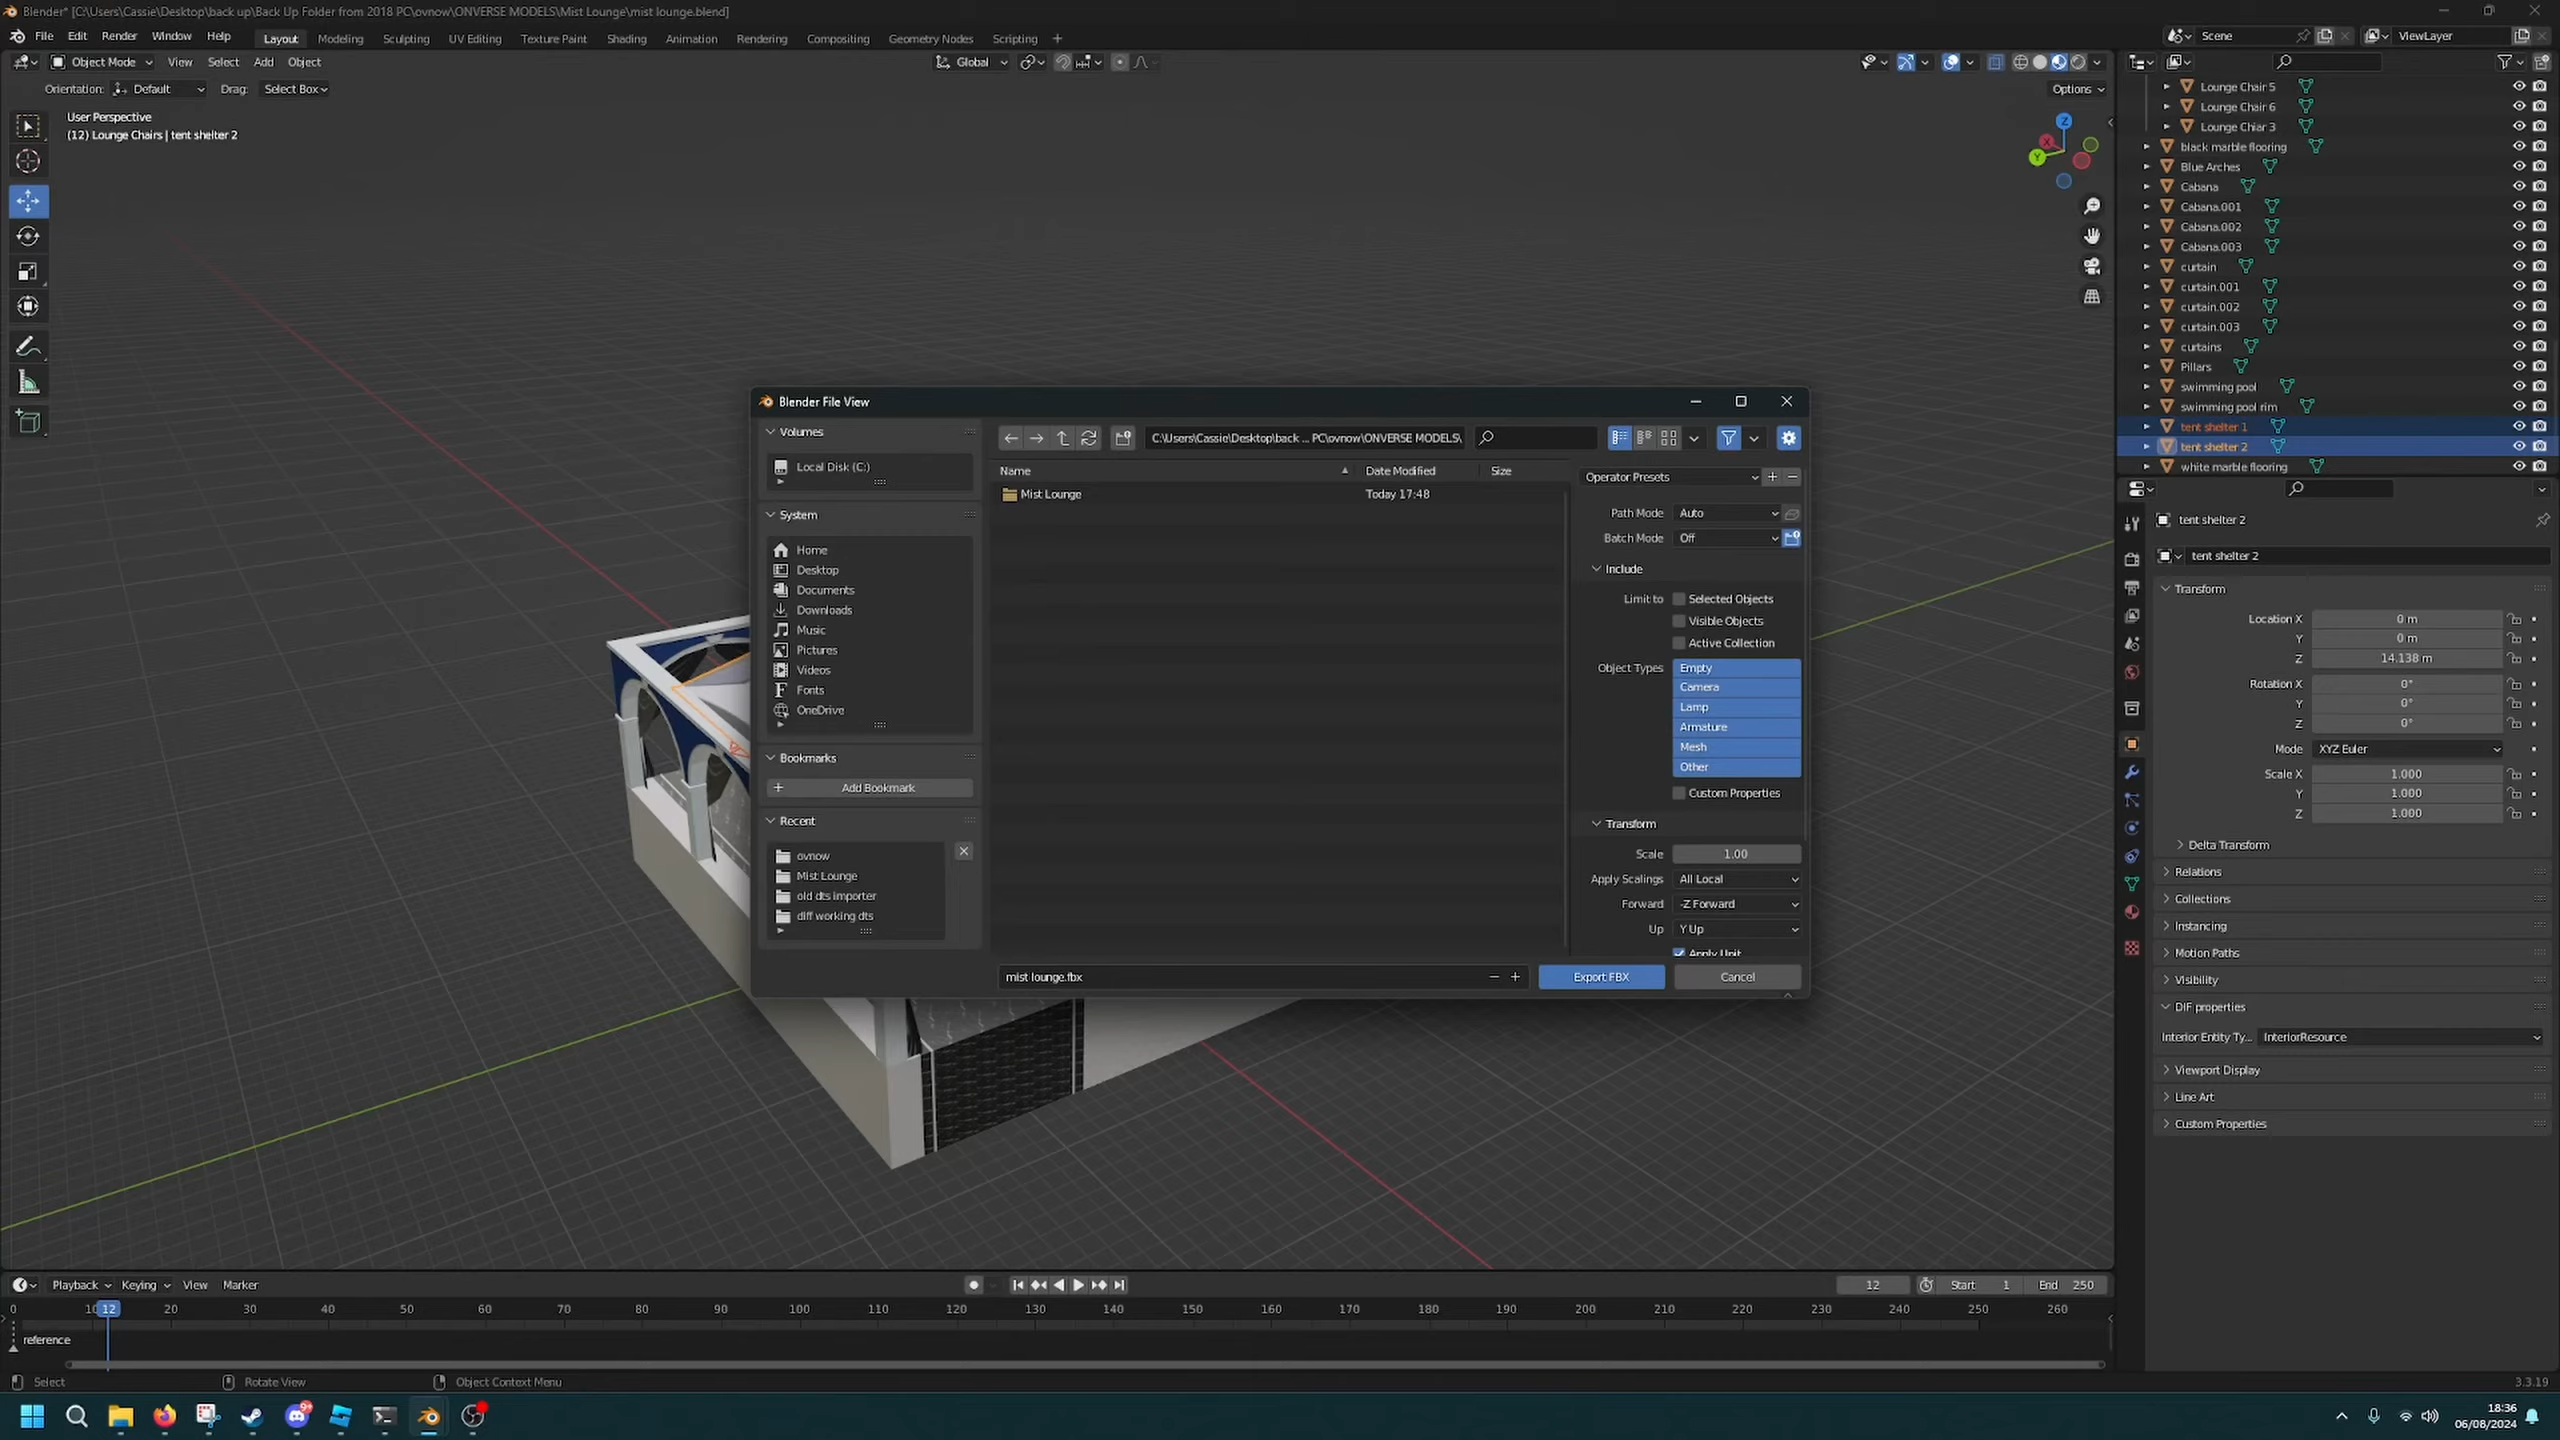 Blender* [C:\Users\Cassie\Desktop\back up\Back Up Folder from 2018 PC\ovnow\ONVERSE MODELS\Mist Lounge\mist lounge.blend]
File Edit Render Window Help Layout Modeling Sculpting UV Editing Texture Paint Shading Animation Rendering Compositing Geometry Nodes Scripting + Scene ViewLayer
Object Mode View Select Add Object Global
Orientation: Default Drag: Select Box Options
User Perspective
(12) Lounge Chairs | tent shelter 2
Z
X
Y
Lounge Chair 5
Lounge Chair 6
Lounge Chiar 3
black marble flooring
Blue Arches
Cabana
Cabana.001
Cabana.002
Cabana.003
curtain
curtain.001
curtain.002
curtain.003
curtains
Pillars
swimming pool
swimming pool rim
tent shelter 1
tent shelter 2
white marble flooring
Blender File View
Volumes
Local Disk (C:)
System
Home
Desktop
Documents
Downloads
Music
Pictures
Videos
Fonts
OneDrive
Bookmarks
Add Bookmark
Recent
ovnow
Mist Lounge
old dts importer
diff working dts
C:\Users\Cassie\Desktop\back ... PC\ovnow\ONVERSE MODELS\
Name Date Modified Size
Mist Lounge Today 17:48
Operator Presets
Path Mode Auto
Batch Mode Off
Include
Limit to Selected Objects
Visible Objects
Active Collection
Object Types Empty
Camera
Lamp
Armature
Mesh
Other
Custom Properties
Transform
Scale 1.00
Apply Scalings All Local
Forward -Z Forward
Up Y Up
Apply Unit
mist lounge.fbx Export FBX Cancel
tent shelter 2
tent shelter 2
Transform
Location X 0 m
Y 0 m
Z 14.138 m
Rotation X 0°
Y 0°
Z 0°
Mode XYZ Euler
Scale X 1.000
Y 1.000
Z 1.000
Delta Transform
Relations
Collections
Instancing
Motion Paths
Visibility
DIF properties
Interior Entity Ty... InteriorResource
Viewport Display
Line Art
Custom Properties
Playback Keying View Marker 12 Start 1 End 250
0 10 12 20 30 40 50 60 70 80 90 100 110 120 130 140 150 160 170 180 190 200 210 220 230 240 250 260
reference
Select Rotate View Object Context Menu 3.3.19
18:36
06/08/2024